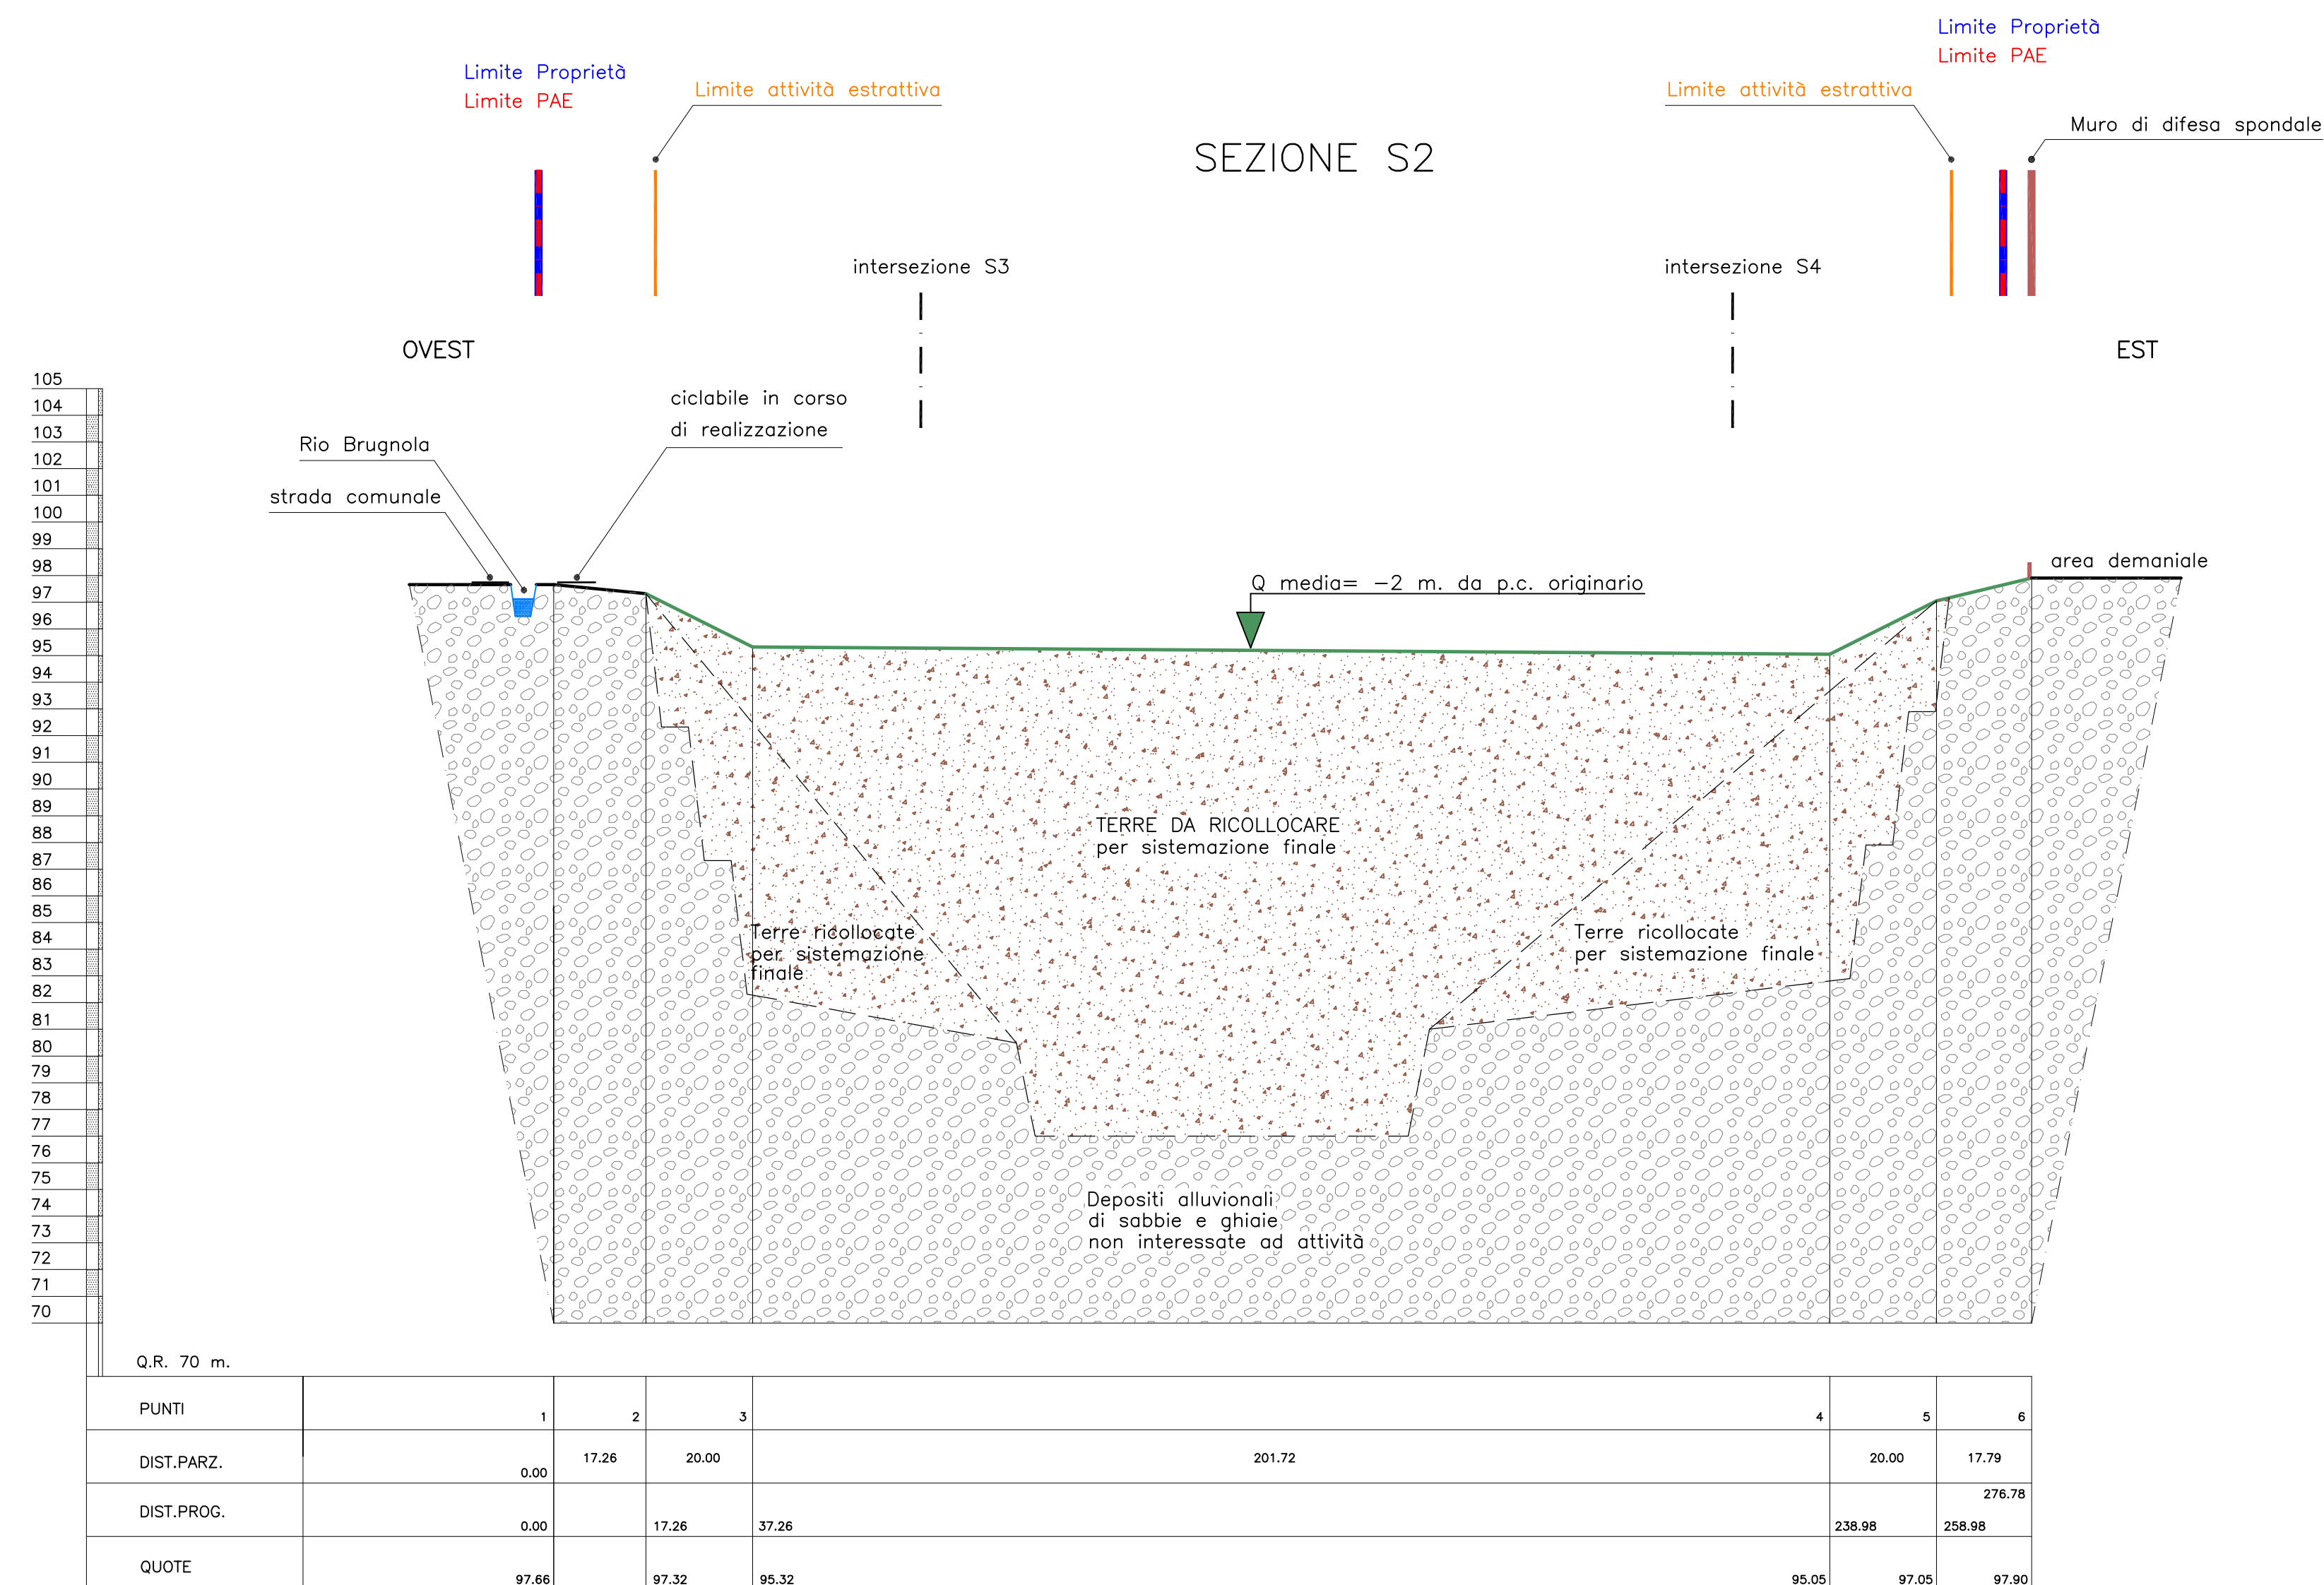 Limite Proprietà
Limite PAE
Limite Proprietà
Limite PAE
Limite attività estrattiva
Limite attività estrattiva
Muro di difesa spondale
SEZIONE S2
intersezione S3
intersezione S4
OVEST
EST
105
104
103
102
101
100
99
98
97
96
95
94
93
92
91
90
89
88
87
86
85
84
83
82
81
80
79
78
77
76
75
74
73
72
71
70
ciclabile in corso
di realizzazione
Rio Brugnola
strada comunale
area demaniale
Q media= -2 m. da p.c. originario
TERRE DA RICOLLOCARE
per sistemazione finale
Terre ricollocate
per sistemazione
finale
Terre ricollocate
per sistemazione finale
Depositi alluvionali
di sabbie e ghiaie
non interessate ad attività
Q.R. 70 m.
PUNTI 1 2 3 4 5 6
DIST.PARZ. 0.00 17.26 20.00 201.72 20.00 17.79
DIST.PROG. 0.00 17.26 37.26 238.98 258.98 276.78
QUOTE 97.66 97.32 95.32 95.05 97.05 97.90